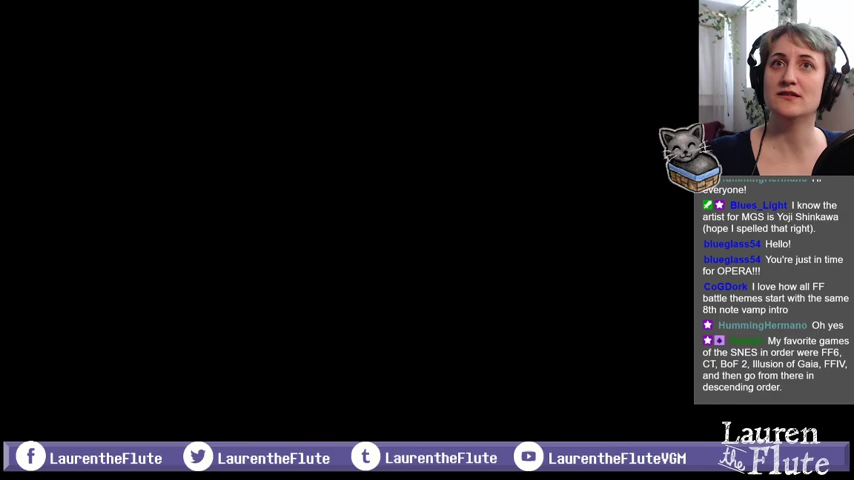 everyone!
Blues_Light I know the
artist for MGS is Yoji Shinkawa
(hope I spelled that right).
blueglass54 Hello!
blueglass54 You're just in time
for OPERA!!!
CoGDork I love how all FF
battle themes start with the same
8th note vamp intro
HummingHermano Oh yes
My favorite games
of the SNES in order were FF6,
CT, BoF 2, Illusion of Gaia, FFIV,
and then go from there in
descending order.
Lauren
the Flute
LaurentheFlute
LaurentheFlute
LaurentheFlute
LaurentheFluteVGM